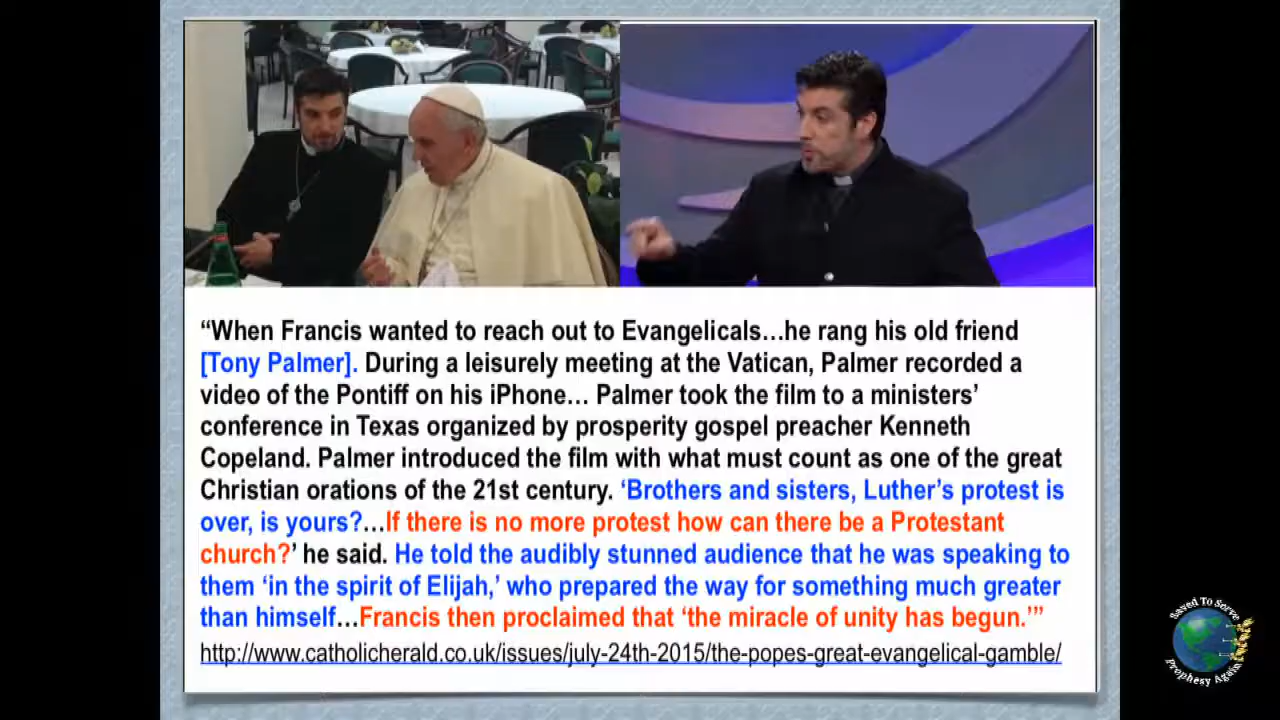 “When Francis wanted to reach out to Evangelicals…he rang his old friend
[Tony Palmer]. During a leisurely meeting at the Vatican, Palmer recorded a
video of the Pontiff on his iPhone… Palmer took the film to a ministers’
conference in Texas organized by prosperity gospel preacher Kenneth
Copeland. Palmer introduced the film with what must count as one of the great
Christian orations of the 21st century. ‘Brothers and sisters, Luther’s protest is
over, is yours?…If there is no more protest how can there be a Protestant
church?’ he said. He told the audibly stunned audience that he was speaking to
them ‘in the spirit of Elijah,’ who prepared the way for something much greater
than himself…Francis then proclaimed that ‘the miracle of unity has begun.’”
http://www.catholicherald.co.uk/issues/july-24th-2015/the-popes-great-evangelical-gamble/
Saved To Serve
Prophesy Again